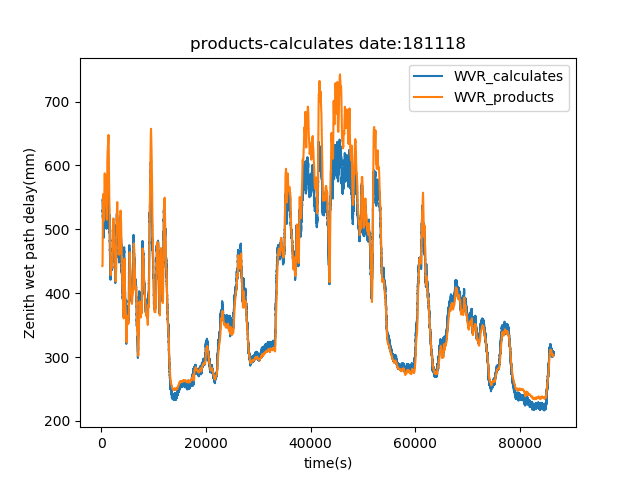 products-calculates date:181118
WVR_calculates
WVR_products
Zenith wet path delay(mm)
700
600
500
400
300
200
0
20000
40000
60000
80000
time(s)